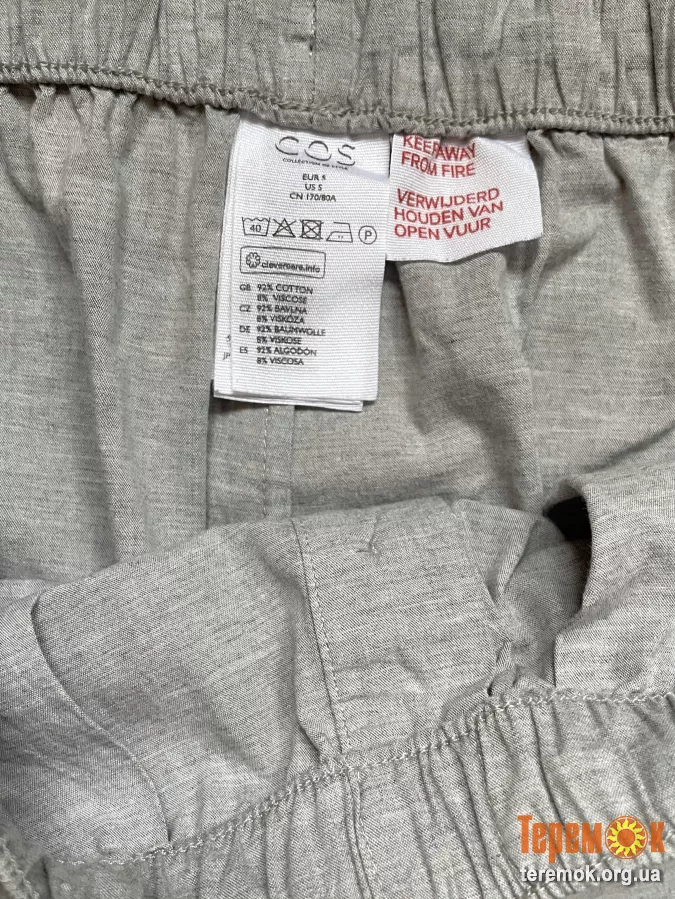 COS
COLLECTION OF STYLE
EUR S
US S
CN 170/80A
40
P
clevercare.info
GB 92% COTTON
8% VISCOSE
CZ 92% BAVLNA
8% VISKÓZA
DE 92% BAUMWOLLE
8% VISKOSE
ES 92% ALGODÓN
8% VISCOSA
JP
KEEP AWAY
FROM FIRE
VERWIJDERD
HOUDEN VAN
OPEN VUUR
Теремок
teremok.org.ua